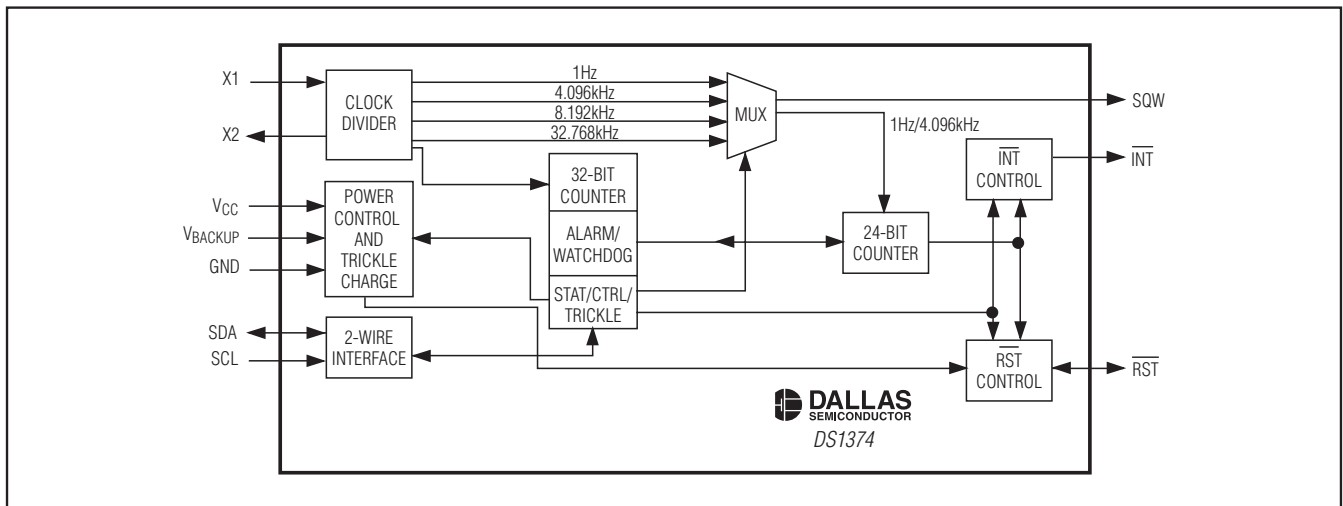 X1
X2
CLOCK
DIVIDER
1Hz
4.096kHz
8.192kHz
32.768kHz
MUX
SQW
1Hz/4.096kHz
INT
CONTROL
INT
VCC
VBACKUP
GND
POWER
CONTROL
AND
TRICKLE
CHARGE
32-BIT
COUNTER
ALARM/
WATCHDOG
STAT/CTRL/
TRICKLE
24-BIT
COUNTER
SDA
SCL
2-WIRE
INTERFACE
RST
CONTROL
RST
DALLAS
SEMICONDUCTOR
DS1374